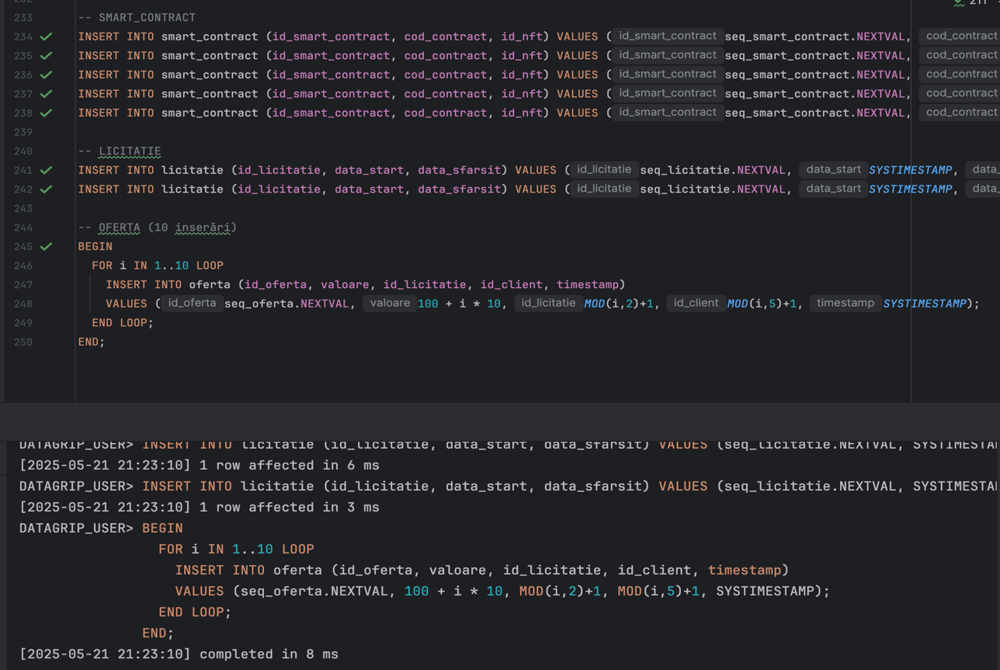 233 -- SMART_CONTRACT
234 INSERT INTO smart_contract (id_smart_contract, cod_contract, id_nft) VALUES ( id_smart_contract seq_smart_contract.NEXTVAL, cod_contract
235 INSERT INTO smart_contract (id_smart_contract, cod_contract, id_nft) VALUES ( id_smart_contract seq_smart_contract.NEXTVAL, cod_contract
236 INSERT INTO smart_contract (id_smart_contract, cod_contract, id_nft) VALUES ( id_smart_contract seq_smart_contract.NEXTVAL, cod_contract
237 INSERT INTO smart_contract (id_smart_contract, cod_contract, id_nft) VALUES ( id_smart_contract seq_smart_contract.NEXTVAL, cod_contract
238 INSERT INTO smart_contract (id_smart_contract, cod_contract, id_nft) VALUES ( id_smart_contract seq_smart_contract.NEXTVAL, cod_contract
239
240 -- LICITATIE
241 INSERT INTO licitatie (id_licitatie, data_start, data_sfarsit) VALUES ( id_licitatie seq_licitatie.NEXTVAL, data_start SYSTIMESTAMP, data_
242 INSERT INTO licitatie (id_licitatie, data_start, data_sfarsit) VALUES ( id_licitatie seq_licitatie.NEXTVAL, data_start SYSTIMESTAMP, data_
243
244 -- OFERTA (10 inserări)
245 BEGIN
246 FOR i IN 1..10 LOOP
247 INSERT INTO oferta (id_oferta, valoare, id_licitatie, id_client, timestamp)
248 VALUES ( id_oferta seq_oferta.NEXTVAL, valoare 100 + i * 10, id_licitatie MOD(i,2)+1, id_client MOD(i,5)+1, timestamp SYSTIMESTAMP);
249 END LOOP;
250 END;
DATAGRIP_USER> INSERT INTO licitatie (id_licitatie, data_start, data_sfarsit) VALUES (seq_licitatie.NEXTVAL, SYSTIMESTA
[2025-05-21 21:23:10] 1 row affected in 6 ms
DATAGRIP_USER> INSERT INTO licitatie (id_licitatie, data_start, data_sfarsit) VALUES (seq_licitatie.NEXTVAL, SYSTIMESTA
[2025-05-21 21:23:10] 1 row affected in 3 ms
DATAGRIP_USER> BEGIN
FOR i IN 1..10 LOOP
INSERT INTO oferta (id_oferta, valoare, id_licitatie, id_client, timestamp)
VALUES (seq_oferta.NEXTVAL, 100 + i * 10, MOD(i,2)+1, MOD(i,5)+1, SYSTIMESTAMP);
END LOOP;
END;
[2025-05-21 21:23:10] completed in 8 ms